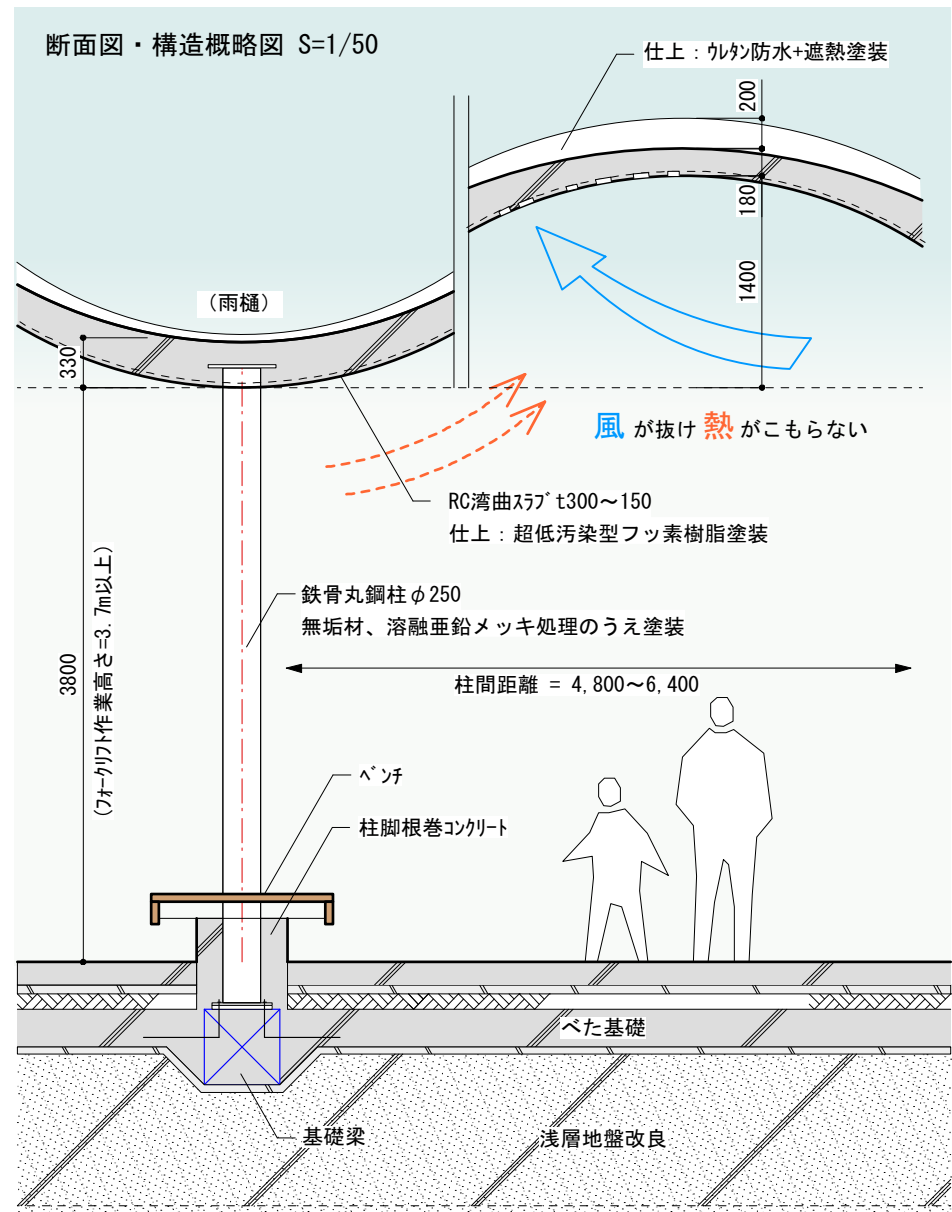 断面図・構造概略図 S=1/50
仕上：ウレタン防水+遮熱塗装
200
180
1400
(雨樋)
330
風 が抜け 熱 がこもらない
RC湾曲スラブt300～150
仕上：超低汚染型フッ素樹脂塗装
鉄骨丸鋼柱φ250
無垢材、溶融亜鉛メッキ処理のうえ塗装
柱間距離 = 4,800～6,400
3800
(フォークリフト作業高さ=3.7m以上)
ベンチ
柱脚根巻コンクリート
べた基礎
基礎梁
浅層地盤改良